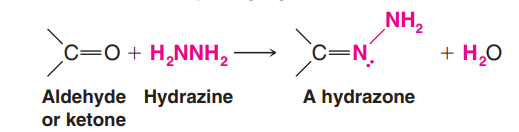 NH₂
C=O + H₂NNH₂ ⟶ C=N: + H₂O
Aldehyde Hydrazine A hydrazone
or ketone